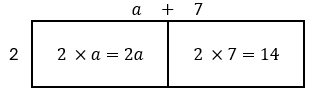 a + 7
2 2 × a = 2a 2 × 7 = 14